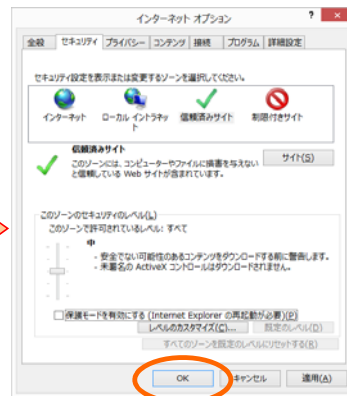 インターネット オプション
? ×
全般 セキュリティ プライバシー コンテンツ 接続 プログラム 詳細設定
セキュリティ設定を表示または変更するゾーンを選択してください。
インターネット ローカル イントラネット 信頼済みサイト 制限付きサイト
信頼済みサイト
このゾーンには、コンピューターやファイルに損害を与えない
と信頼している Web サイトが含まれています。
サイト(S)
このゾーンのセキュリティのレベル(L)
このゾーンで許可されているレベル: すべて
中
- 安全でない可能性のあるコンテンツをダウンロードする前に警告します。
- 未署名の ActiveX コントロールはダウンロードされません。
保護モードを有効にする (Internet Explorer の再起動が必要)(P)
レベルのカスタマイズ(C)... 既定のレベル(D)
すべてのゾーンを既定のレベルにリセットする(R)
OK キャンセル 適用(A)